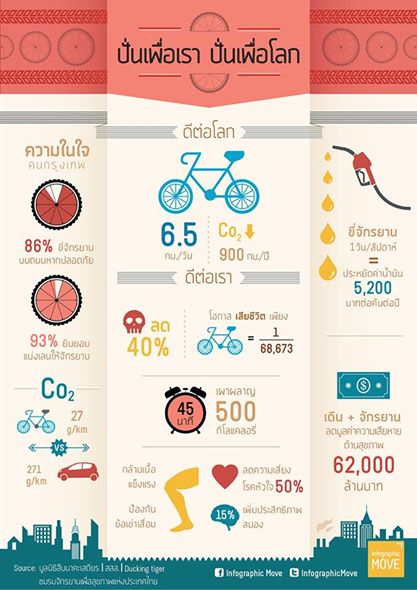 ปั่นเพื่อเรา ปั่นเพื่อโลก
ความในใจ
คนกรุงเทพ
86% ขี่จักรยาน
บนถนนหากปลอดภัย
93% ยินยอม
แบ่งเลนให้จักรยาน
Co2
27
g/km
VS
271
g/km
ดีต่อโลก
6.5
กม./วัน
Co2
900 กม./ปี
ดีต่อเรา
ลด
40%
โอกาส เสียชีวิต เพียง
= 1
68,673
45
นาที
เผาผลาญ
500
กิโลแคลอรี่
กล้ามเนื้อ
แข็งแรง
ป้องกัน
ข้อเข่าเสื่อม
ลดความเสี่ยง
โรคหัวใจ 50%
15%
เพิ่มประสิทธิภาพ
สมอง
ขี่จักรยาน
1 วัน/สัปดาห์
=
ประหยัดค่าน้ำมัน
5,200
บาทต่อคันต่อปี
$
เดิน + จักรยาน
ลดมูลค่าความเสียหาย
ด้านสุขภาพ
62,000
ล้านบาท
Source: มูลนิธิสืบนาคะเสถียร | สสส. | Ducking tiger
ชมรมจักรยานเพื่อสุขภาพแห่งประเทศไทย
Infographic Move
InfographicMove
Infographic
MOVE